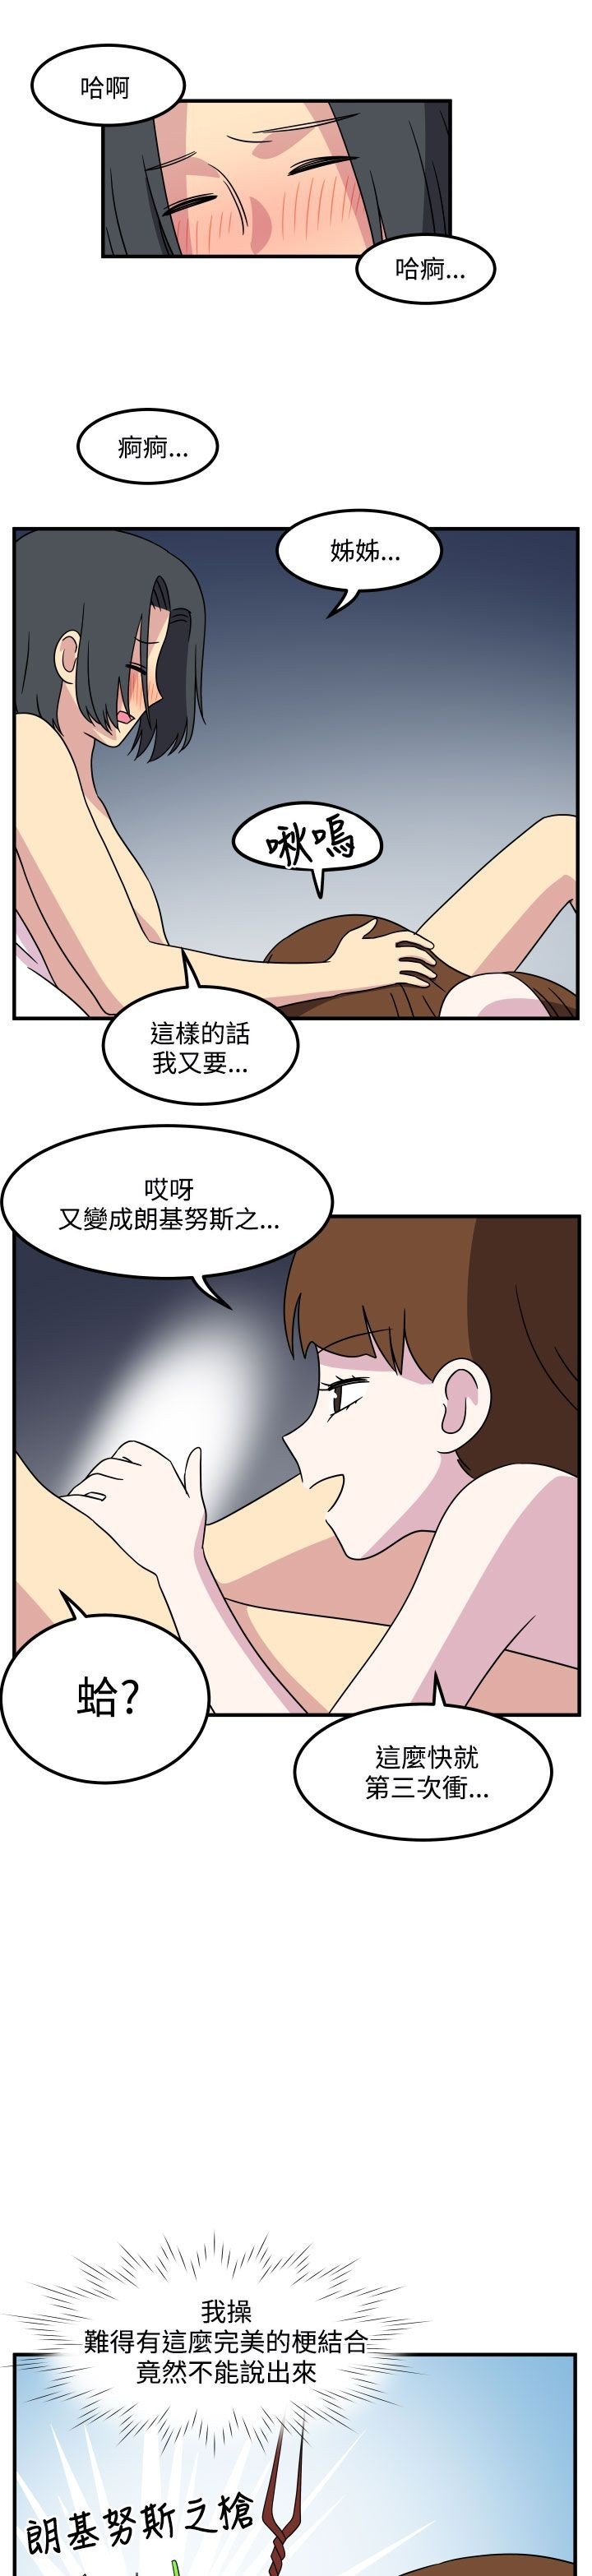 哈啊
哈痾...
痾痾...
姊姊...
啾嗚
這樣的話
我又要...
哎呀
又變成朗基努斯之...
蛤?
這麼快就
第三次衝...
我操
難得有這麼完美的梗結合
竟然不能說出來
朗基努斯之槍